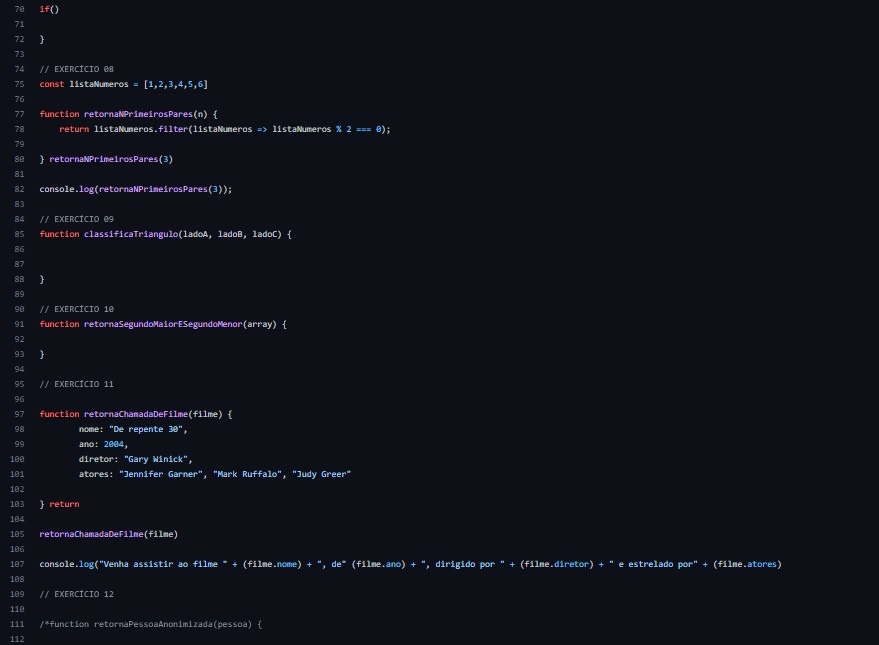 70 if()
71
72 }
73
74 // EXERCÍCIO 08
75 const listaNumeros = [1,2,3,4,5,6]
76
77 function retornaNPrimeirosPares(n) {
78     return listaNumeros.filter(listaNumeros => listaNumeros % 2 === 0);
79
80 } retornaNPrimeirosPares(3)
81
82 console.log(retornaNPrimeirosPares(3));
83
84 // EXERCÍCIO 09
85 function classificaTriangulo(ladoA, ladoB, ladoC) {
86
87
88 }
89
90 // EXERCÍCIO 10
91 function retornaSegundoMaiorESegundoMenor(array) {
92
93 }
94
95 // EXERCÍCIO 11
96
97 function retornaChamadaDeFilme(filme) {
98         nome: "De repente 30",
99         ano: 2004,
100         diretor: "Gary Winick",
101         atores: "Jennifer Garner", "Mark Ruffalo", "Judy Greer"
102
103 } return
104
105 retornaChamadaDeFilme(filme)
106
107 console.log("Venha assistir ao filme " + (filme.nome) + ", de" (filme.ano) + ", dirigido por " + (filme.diretor) + " e estrelado por" + (filme.atores)
108
109 // EXERCÍCIO 12
110
111 /*function retornaPessoaAnonimizada(pessoa) {
112